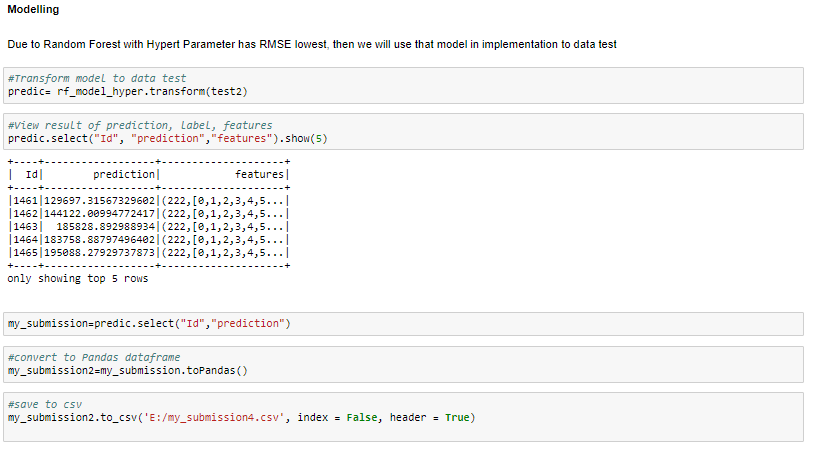 Modelling
Due to Random Forest with Hypert Parameter has RMSE lowest, then we will use that model in implementation to data test
#Transform model to data test
predic= rf_model_hyper.transform(test2)
#View result of prediction, label, features
predic.select("Id", "prediction","features").show(5)
+----+------------------+--------------------+
|  Id|        prediction|            features|
+----+------------------+--------------------+
|1461|129697.31567329602|(222,[0,1,2,3,4,5...|
|1462|144122.00994772417|(222,[0,1,2,3,4,5...|
|1463|  185828.892988934|(222,[0,1,2,3,4,5...|
|1464|183758.88797496402|(222,[0,1,2,3,4,5...|
|1465|195088.27929737873|(222,[0,1,2,3,4,5...|
+----+------------------+--------------------+
only showing top 5 rows
my_submission=predic.select("Id","prediction")
#convert to Pandas dataframe
my_submission2=my_submission.toPandas()
#save to csv
my_submission2.to_csv('E:/my_submission4.csv', index = False, header = True)